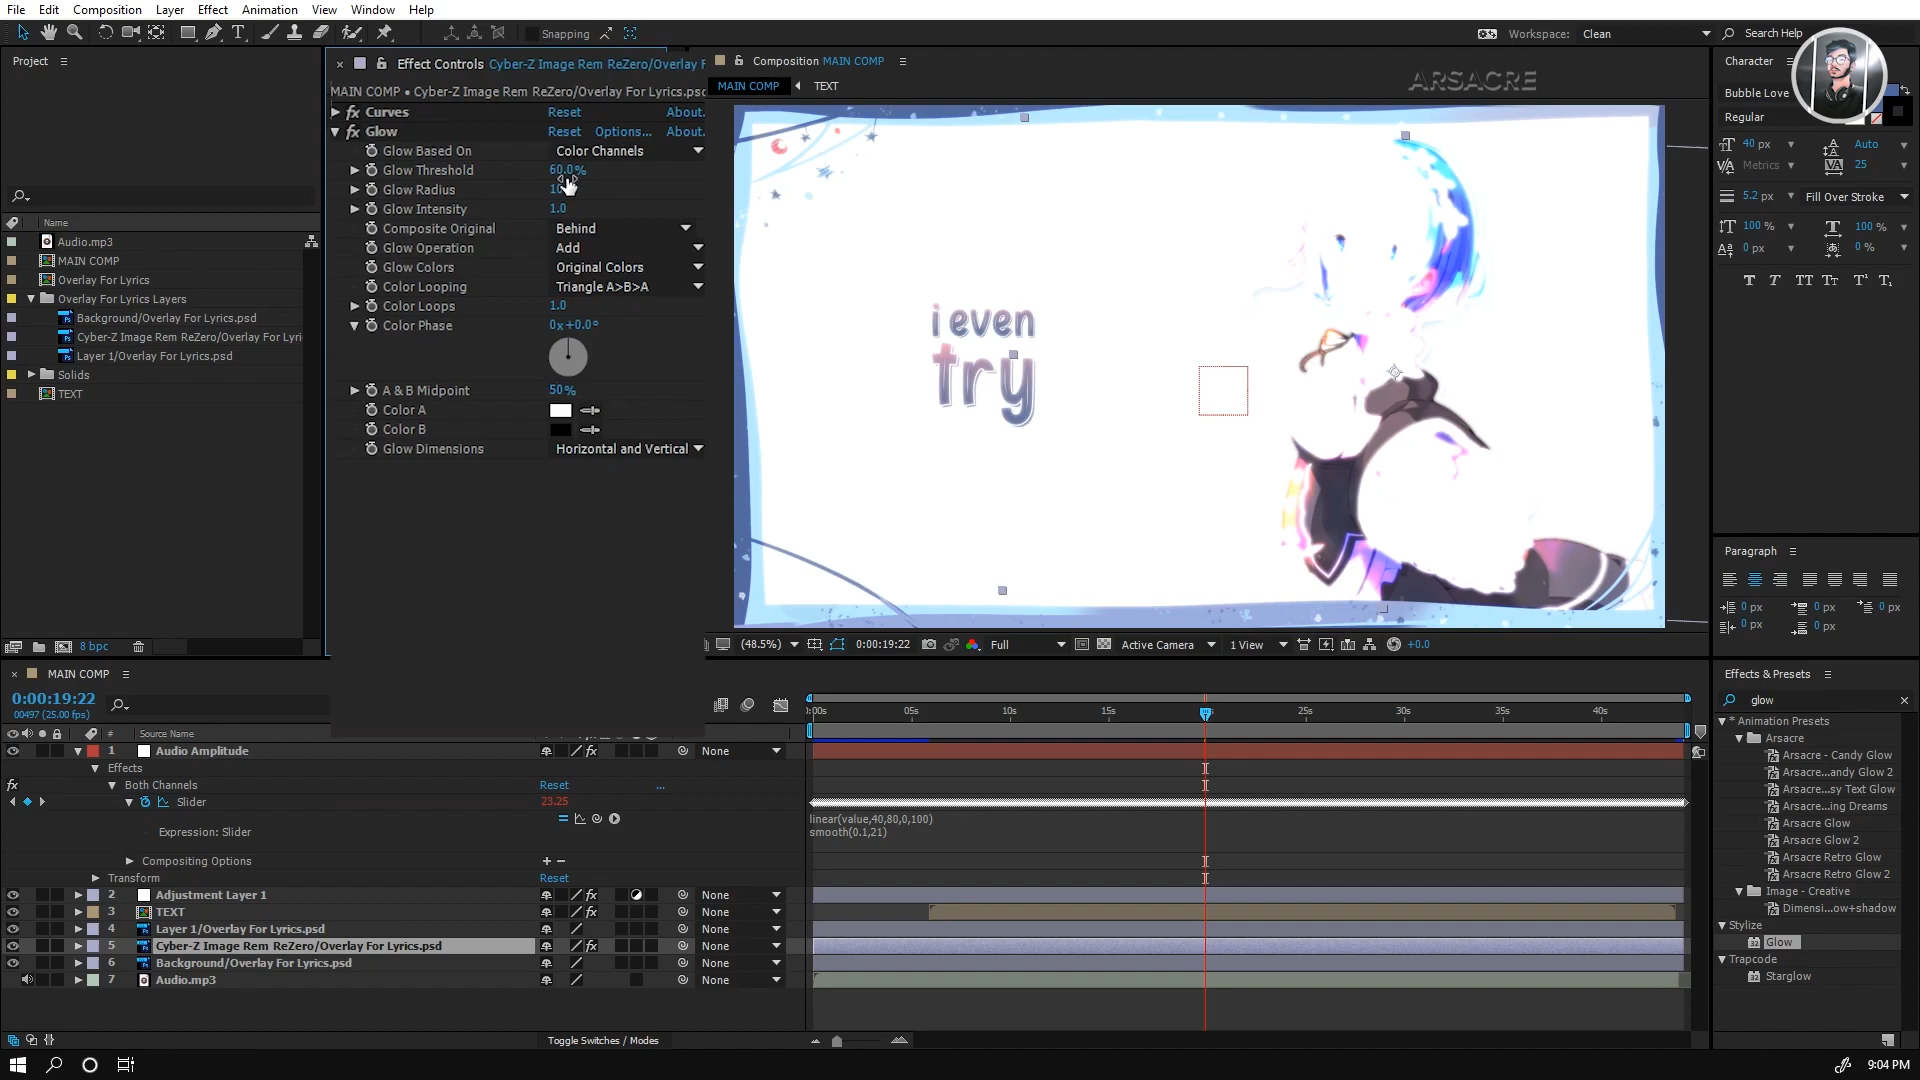 File Edit Composition Layer Effect Animation View Window Help
Snapping
Workspace: Clean
Search Help
Project
Name
Audio.mp3
MAIN COMP
Overlay For Lyrics
Overlay For Lyrics Layers
Background/Overlay For Lyrics.psd
Cyber-Z Image Rem ReZero/Overlay For Lyri
Layer 1/Overlay For Lyrics.psd
Solids
TEXT
8 bpc
Effect Controls Cyber-Z Image Rem ReZero/Overlay F
MAIN COMP • Cyber-Z Image Rem ReZero/Overlay For Lyrics.psd
fx Curves Reset About.
fx Glow Reset Options... About.
Glow Based On Color Channels
Glow Threshold 60.0%
Glow Radius
Glow Intensity 1.0
Composite Original Behind
Glow Operation Add
Glow Colors Original Colors
Color Looping Triangle A>B>A
Color Loops 1.0
Color Phase 0x+0.0°
A & B Midpoint 50%
Color A
Color B
Glow Dimensions Horizontal and Vertical
Composition MAIN COMP
MAIN COMP TEXT
ARSACRE
i even
try
(48.5%) 0:00:19:22 Full Active Camera 1 View +0.0
Character
Bubble Love
Regular
40 px Auto
Metrics 25
5.2 px Fill Over Stroke
100 % 100 %
0 px 0 %
T T TT Tr T¹ T₁
Paragraph
0 px 0 px 0 px
0 px 0 px
MAIN COMP
0:00:19:22
00497 (25.00 fps)
# Source Name
:00s 05s 10s 15s 25s 30s 35s 40s
1 Audio Amplitude fx None
Effects
fx Both Channels Reset ...
Slider 23.25
Expression: Slider
linear(value,40,80,0,100)
smooth(0.1,21)
Compositing Options + −
Transform Reset
2 Adjustment Layer 1 fx None
3 TEXT fx None
4 Layer 1/Overlay For Lyrics.psd None
5 Cyber-Z Image Rem ReZero/Overlay For Lyrics.psd fx None
6 Background/Overlay For Lyrics.psd None
7 Audio.mp3 None
Toggle Switches / Modes
Effects & Presets
glow
* Animation Presets
Arsacre
Arsacre - Candy Glow
Arsacre...andy Glow 2
Arsacre...sy Text Glow
Arsacre...ing Dreams
Arsacre Glow
Arsacre Glow 2
Arsacre Retro Glow
Arsacre Retro Glow 2
Image - Creative
Dimensi...ow+shadow
Stylize
Glow
Trapcode
Starglow
9:04 PM